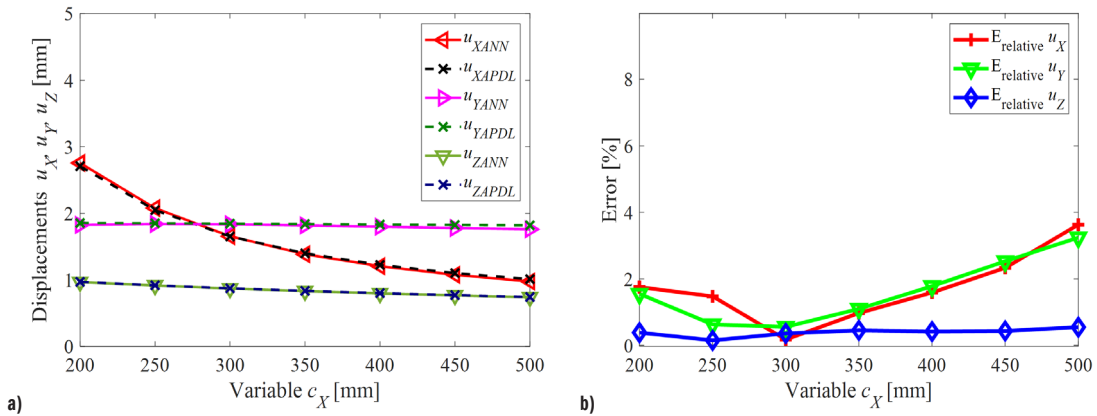 5
4
3
2
1
0
200 250 300 350 400 450 500
Displacements u_X, u_Y, u_Z [mm]
Variable c_X [mm]
u_XANN
u_XAPDL
u_YANN
u_YAPDL
u_ZANN
u_ZAPDL
a)
8
6
4
2
0
200 250 300 350 400 450 500
Error [%]
Variable c_X [mm]
E_relative u_X
E_relative u_Y
E_relative u_Z
b)